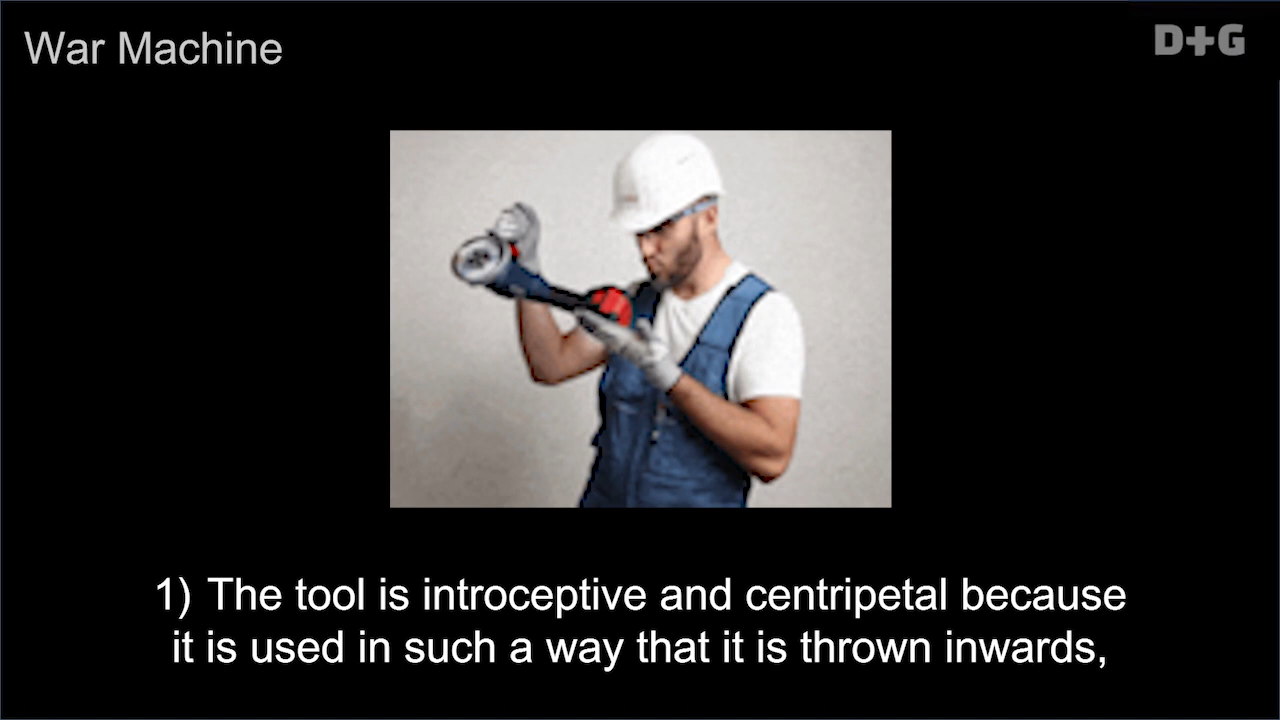 War Machine
D+G
1) The tool is introceptive and centripetal because
it is used in such a way that it is thrown inwards,